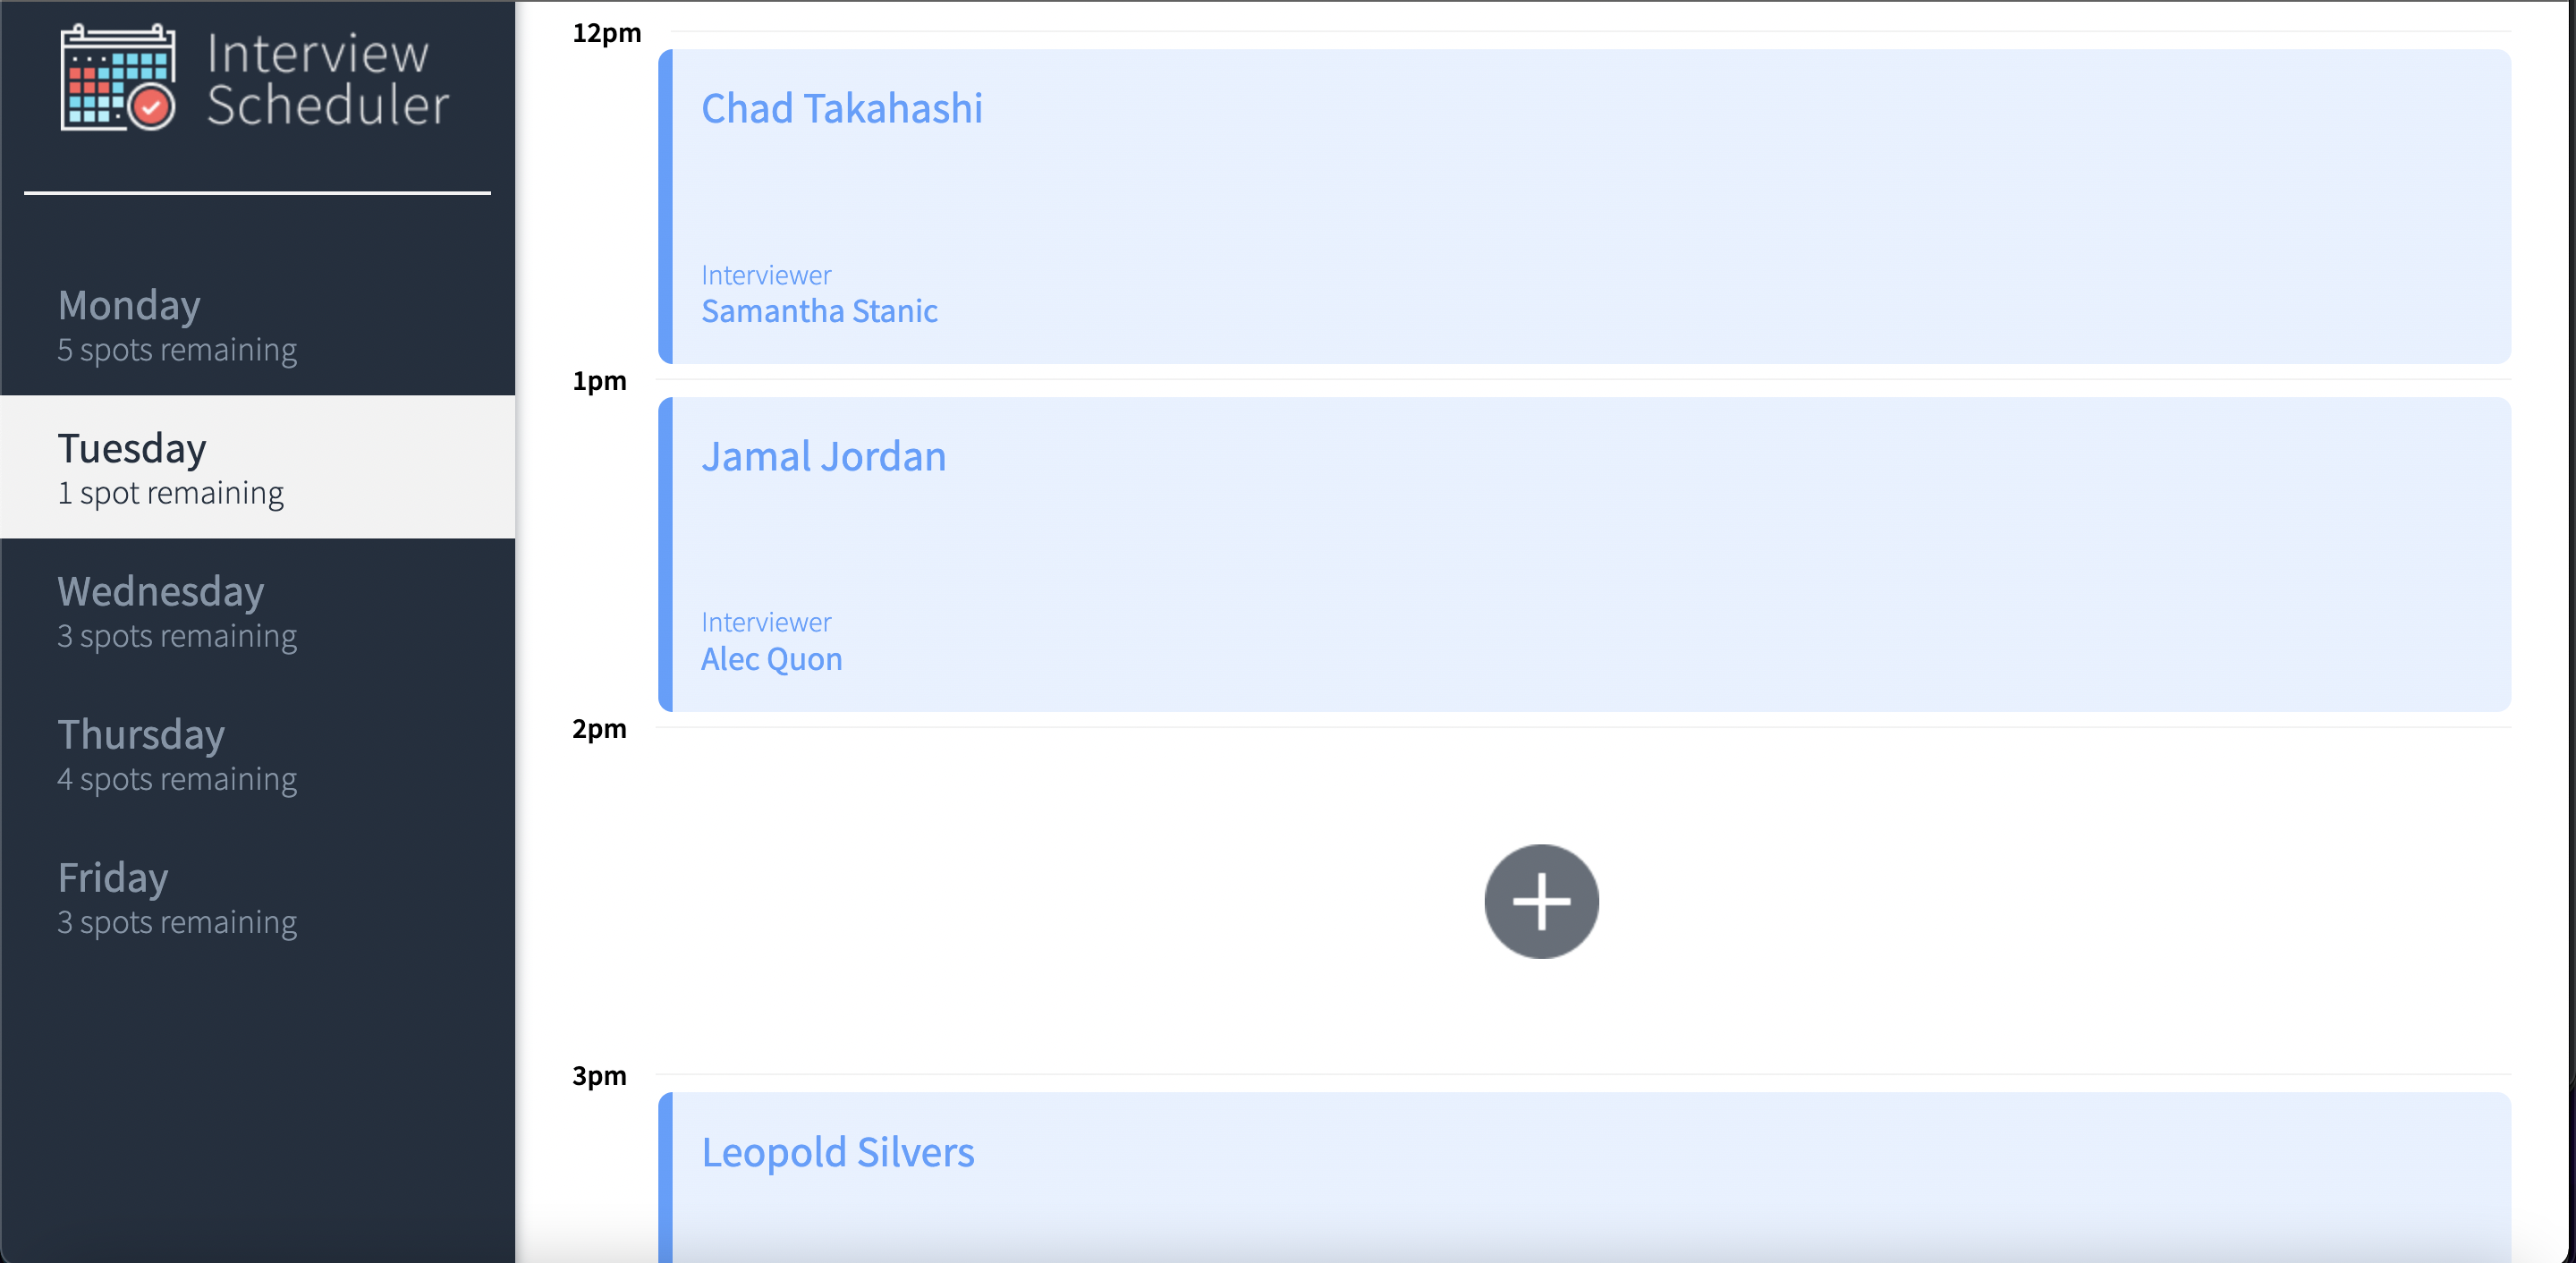 Interview
Scheduler
Monday
5 spots remaining
Tuesday
1 spot remaining
Wednesday
3 spots remaining
Thursday
4 spots remaining
Friday
3 spots remaining
12pm
Chad Takahashi
Interviewer
Samantha Stanic
1pm
Jamal Jordan
Interviewer
Alec Quon
2pm
3pm
Leopold Silvers